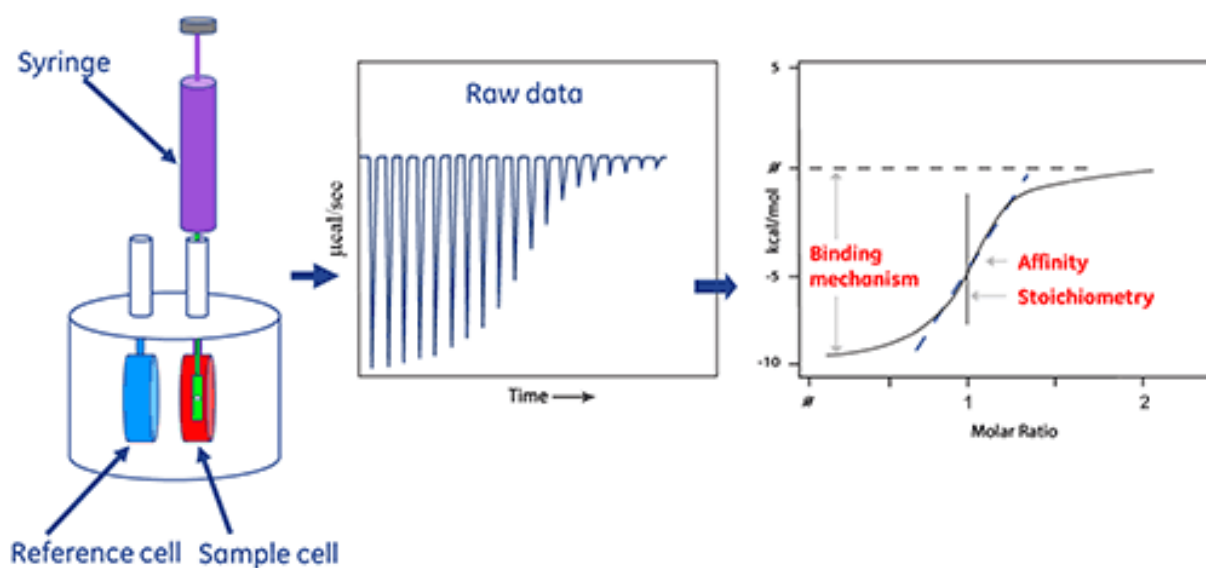 Syringe
Reference cell
Sample cell
Raw data
µcal/sec
Time
kcal/mol
5
-5
-10
Binding
mechanism
Affinity
Stoichiometry
1
2
Molar Ratio